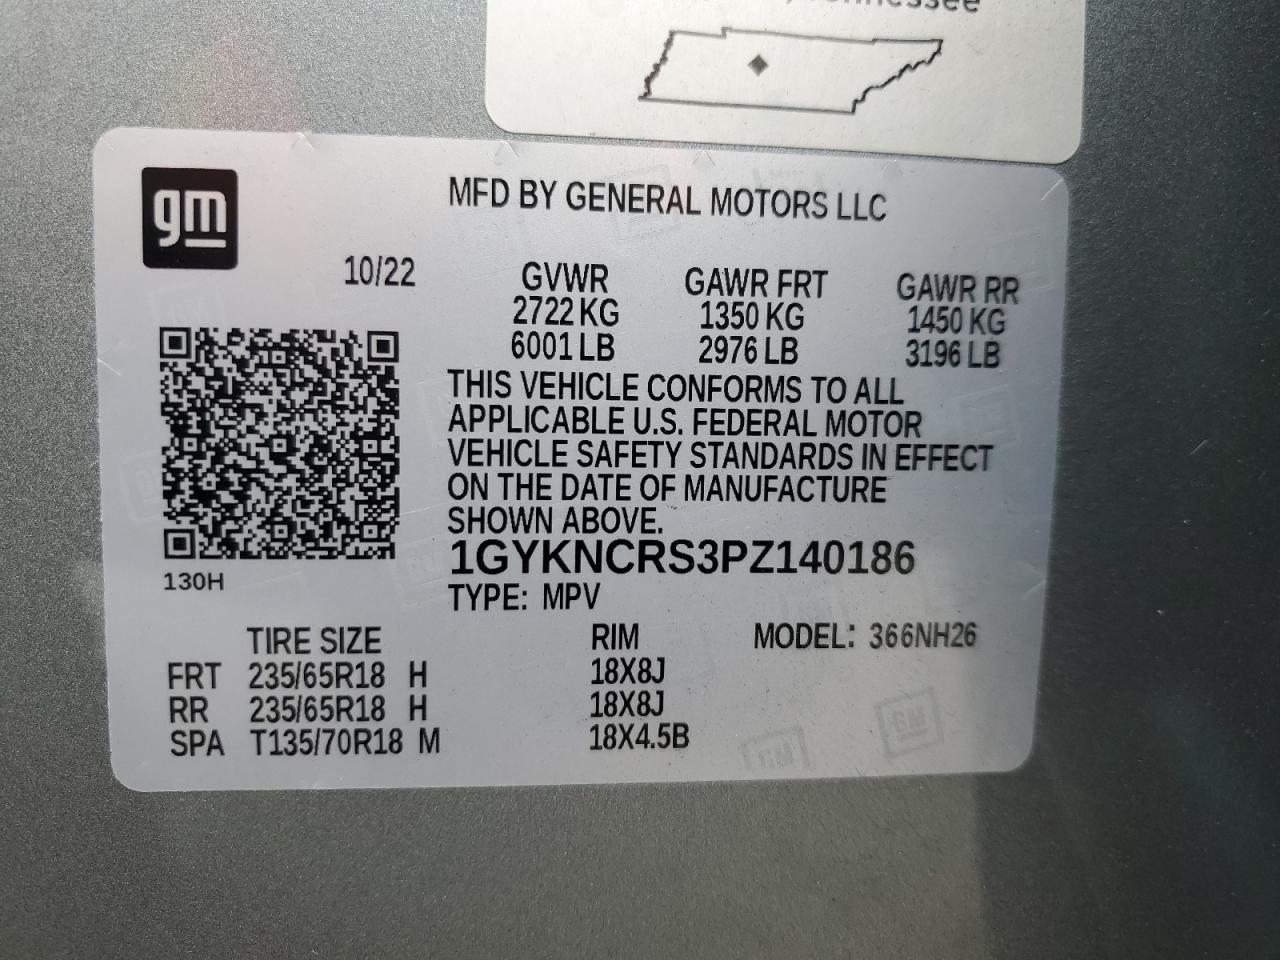 gm
MFD BY GENERAL MOTORS LLC
10/22
GVWR GAWR FRT GAWR RR
2722 KG 1350 KG 1450 KG
6001 LB 2976 LB 3196 LB
THIS VEHICLE CONFORMS TO ALL
APPLICABLE U.S. FEDERAL MOTOR
VEHICLE SAFETY STANDARDS IN EFFECT
ON THE DATE OF MANUFACTURE
SHOWN ABOVE.
1GYKNCRS3PZ140186
130H
TYPE: MPV
TIRE SIZE RIM MODEL: 366NH26
FRT 235/65R18 H 18X8J
RR 235/65R18 H 18X8J
SPA T135/70R18 M 18X4.5B